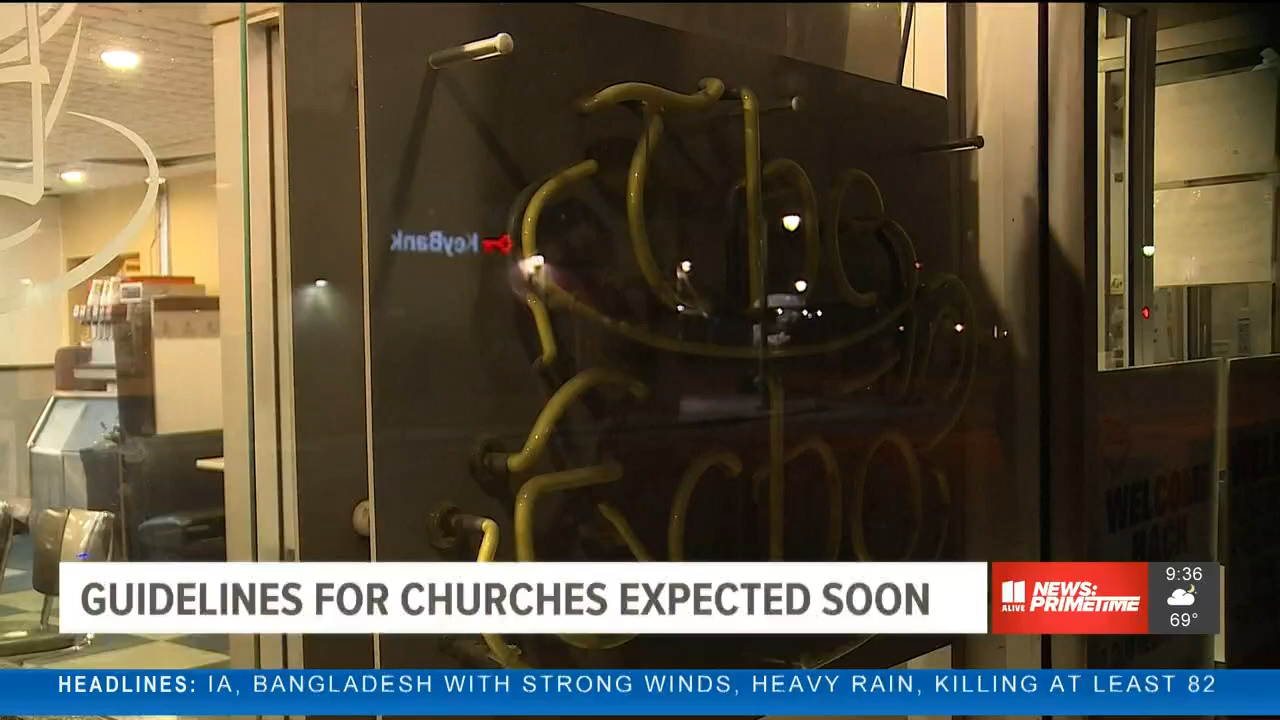 KeyBank
WELCOME
BACK
GUIDELINES FOR CHURCHES EXPECTED SOON
11
ALIVE
NEWS:
PRIMETIME
9:36
69°
HEADLINES: IA, BANGLADESH WITH STRONG WINDS, HEAVY RAIN, KILLING AT LEAST 82